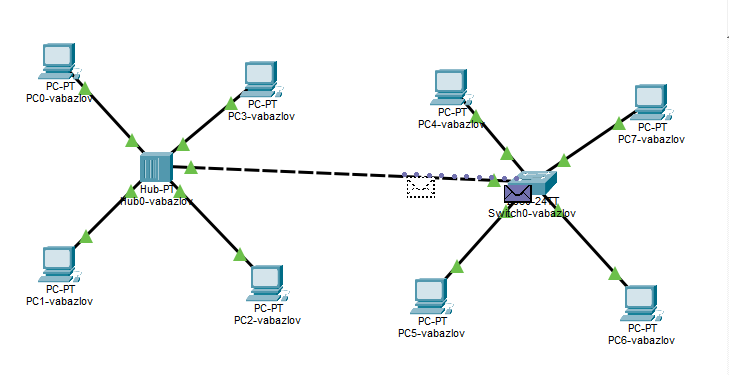 PC-PT
PC0-vabazlov
PC-PT
PC3-vabazlov
PC-PT
PC4-vabazlov
PC-PT
PC7-vabazlov
Hub-PT
Hub0-vabazlov
Switch0-vabazlov
PC-PT
PC1-vabazlov
PC-PT
PC2-vabazlov
PC-PT
PC5-vabazlov
PC-PT
PC6-vabazlov